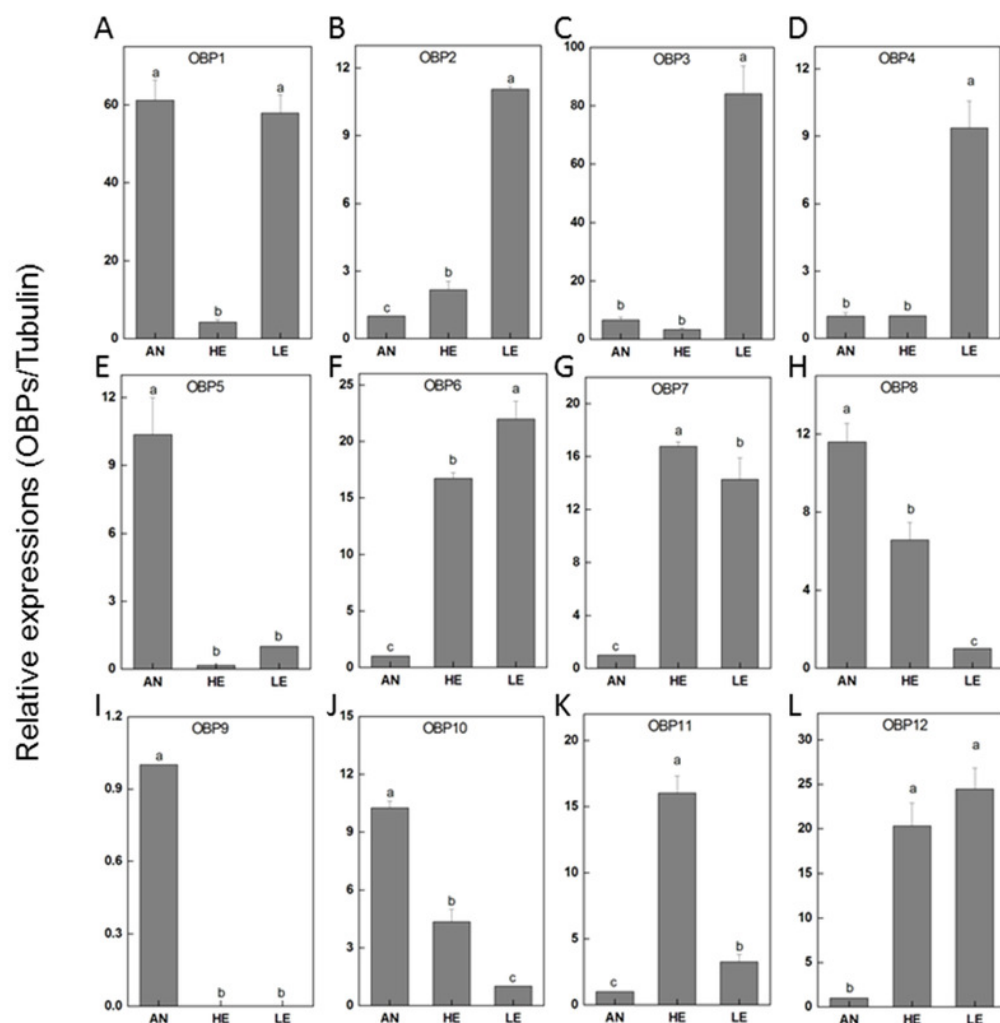 Relative expressions (OBPs/Tubulin)
A
OBP1
60
40
20
0
a
b
a
AN HE LE
B
OBP2
12
9
6
3
0
c
b
a
AN HE LE
C
OBP3
100
80
60
40
20
0
b
b
a
AN HE LE
D
OBP4
12
9
6
3
0
b
b
a
AN HE LE
E
OBP5
12
9
6
3
0
a
b
b
AN HE LE
F
OBP6
25
20
15
10
5
0
c
b
a
AN HE LE
G
OBP7
20
16
12
8
4
0
c
a
b
AN HE LE
H
OBP8
12
8
4
0
a
b
c
AN HE LE
I
OBP9
1.2
0.9
0.6
0.3
0.0
a
b
b
AN HE LE
J
OBP10
15
12
9
6
3
0
a
b
c
AN HE LE
K
OBP11
20
15
10
5
0
c
a
b
AN HE LE
L
OBP12
30
25
20
15
10
5
0
b
a
a
AN HE LE